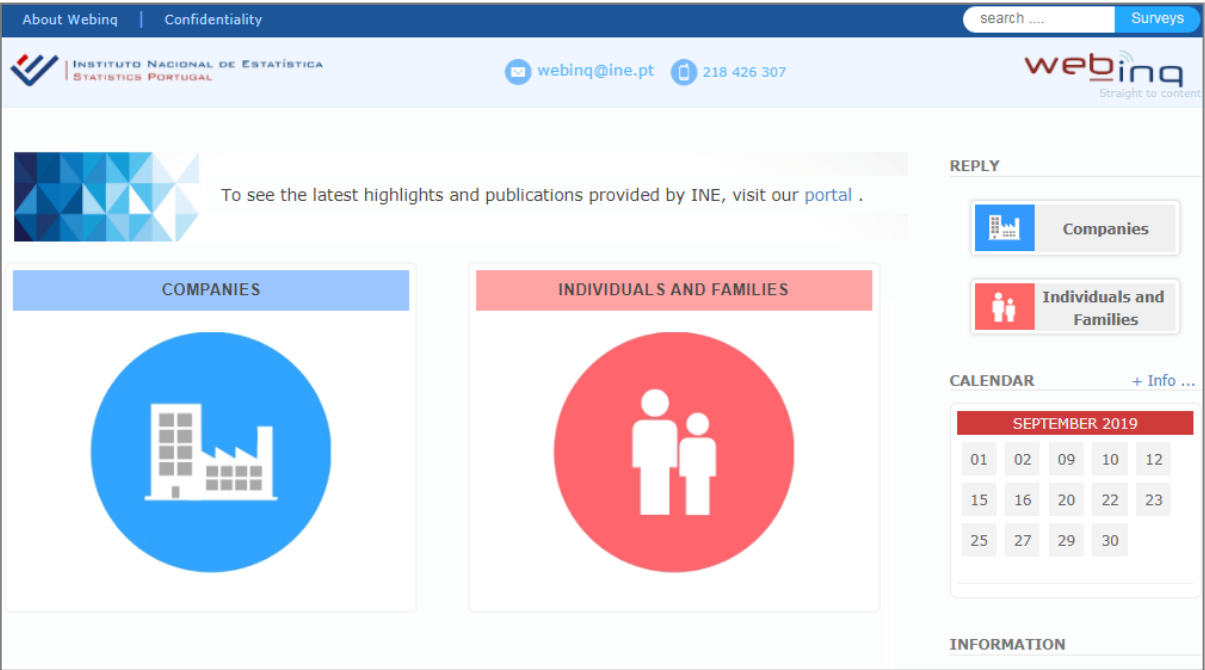 About Webinq | Confidentiality
search ....
Surveys
INSTITUTO NACIONAL DE ESTATÍSTICA
STATISTICS PORTUGAL
webinq@ine.pt
218 426 307
webinq
Straight to content
To see the latest highlights and publications provided by INE, visit our portal .
COMPANIES
INDIVIDUALS AND FAMILIES
REPLY
Companies
Individuals and
Families
CALENDAR + Info ...
SEPTEMBER 2019
01 02 09 10 12
15 16 20 22 23
25 27 29 30
INFORMATION